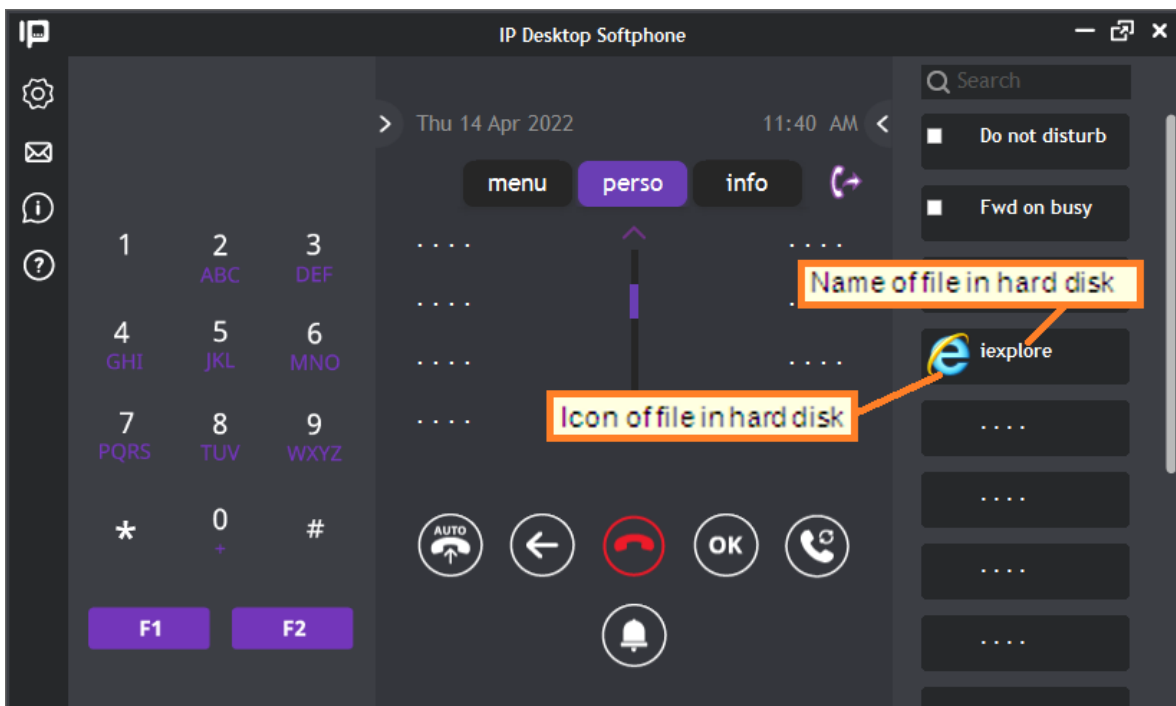 IP Desktop Softphone
Search
Thu 14 Apr 2022 11:40 AM
Do not disturb
menu perso info
Fwd on busy
1 2 3
ABC DEF
.... ....
Name of file in hard disk
....
4 5 6
GHI JKL MNO
iexplore
.... ....
7 8 9
PQRS TUV WXYZ
....
Icon of file in hard disk
....
* 0 #
+
AUTO
OK
....
....
F1 F2
....